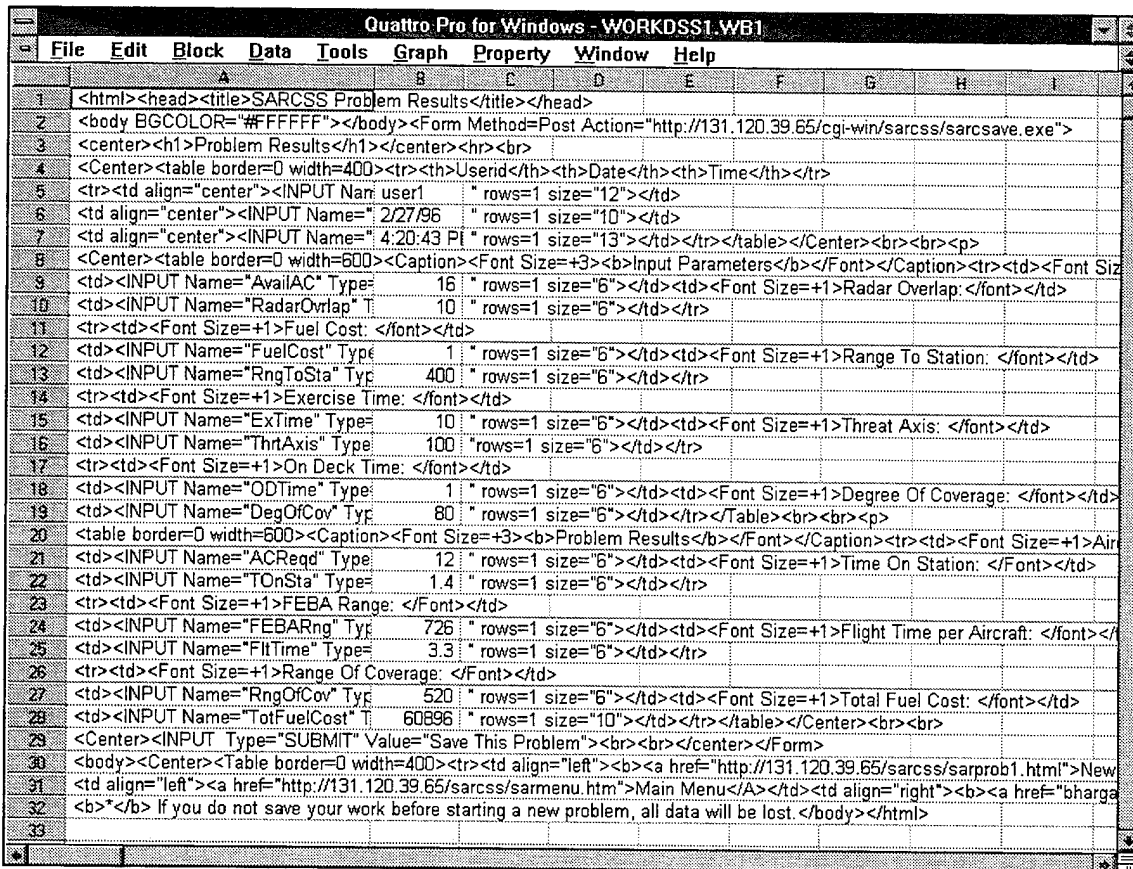 Quattro Pro for Windows - WORKDSS1.WB1
File Edit Block Data Tools Graph Property Window Help
A B C D E F G H I
1 <html><head><title>SARCSS Problem Results</title></head>
2 <body BGCOLOR="#FFFFFF"></body><Form Method=Post Action="http://131.120.39.65/cgi-win/sarcss/sarcsave.exe">
3 <center><h1>Problem Results</h1></center><hr><br>
4 <Center><table border=0 width=400><tr><th>Userid</th><th>Date</th><th>Time</th></tr>
5 <tr><td align="center"><INPUT Nam user1 " rows=1 size="12"></td>
6 <td align="center"><INPUT Name=" 2/27/96 " rows=1 size="10"></td>
7 <td align="center"><INPUT Name=" 4:20:43 PM " rows=1 size="13"></td></tr></table></Center><br><br><p>
8 <Center><table border=0 width=600><Caption><Font Size=+3><b>Input Parameters</b></Font></Caption><tr><td><Font Siz
9 <td><INPUT Name="AvailAC" Type= 16 " rows=1 size="6"></td><td><Font Size=+1>Radar Overlap:</font></td>
10 <td><INPUT Name="RadarOvrlap" T 10 " rows=1 size="6"></td></tr>
11 <tr><td><Font Size=+1>Fuel Cost: </font></td>
12 <td><INPUT Name="FuelCost" Type 1 " rows=1 size="6"></td><td><Font Size=+1>Range To Station: </font></td>
13 <td><INPUT Name="RngToSta" Typ 400 " rows=1 size="6"></td></tr>
14 <tr><td><Font Size=+1>Exercise Time: </font></td>
15 <td><INPUT Name="ExTime" Type= 10 " rows=1 size="6"></td><td><Font Size=+1>Threat Axis: </font></td>
16 <td><INPUT Name="ThrtAxis" Type 100 "rows=1 size="6"></td></tr>
17 <tr><td><Font Size=+1>On Deck Time: </font></td>
18 <td><INPUT Name="ODTime" Type= 1 " rows=1 size="6"></td><td><Font Size=+1>Degree Of Coverage: </font></td>
19 <td><INPUT Name="DegOfCov" Typ 80 " rows=1 size="6"></td></tr></Table><br><br><p>
20 <table border=0 width=600><Caption><Font Size=+3><b>Problem Results</b></Font></Caption><tr><td><Font Size=+1>Air
21 <td><INPUT Name="ACReqd" Type 12 " rows=1 size="6"></td><td><Font Size=+1>Time On Station: </Font></td>
22 <td><INPUT Name="TOnSta" Type= 1.4 " rows=1 size="6"></td></tr>
23 <tr><td><Font Size=+1>FEBA Range: </Font></td>
24 <td><INPUT Name="FEBARng" Typ 726 " rows=1 size="6"></td><td><Font Size=+1>Flight Time per Aircraft: </font></t
25 <td><INPUT Name="FltTime" Type= 3.3 " rows=1 size="6"></td></tr>
26 <tr><td><Font Size=+1>Range Of Coverage: </Font></td>
27 <td><INPUT Name="RngOfCov" Typ 520 " rows=1 size="6"></td><td><Font Size=+1>Total Fuel Cost: </font></td>
28 <td><INPUT Name="TotFuelCost" T 60896 " rows=1 size="10"></td></tr></table></Center><br><br>
29 <Center><INPUT Type="SUBMIT" Value="Save This Problem"><br><br></center></Form>
30 <body><Center><Table border=0 width=400><tr><td align="left"><b><a href="http://131.120.39.65/sarcss/sarprob1.html">New
31 <td align="left"><a href="http://131.120.39.65/sarcss/sarmenu.htm">Main Menu</A></td><td align="right"><b><a href="bharga
32 <b>*</b> If you do not save your work before starting a new problem, all data will be lost.</body></html>
33